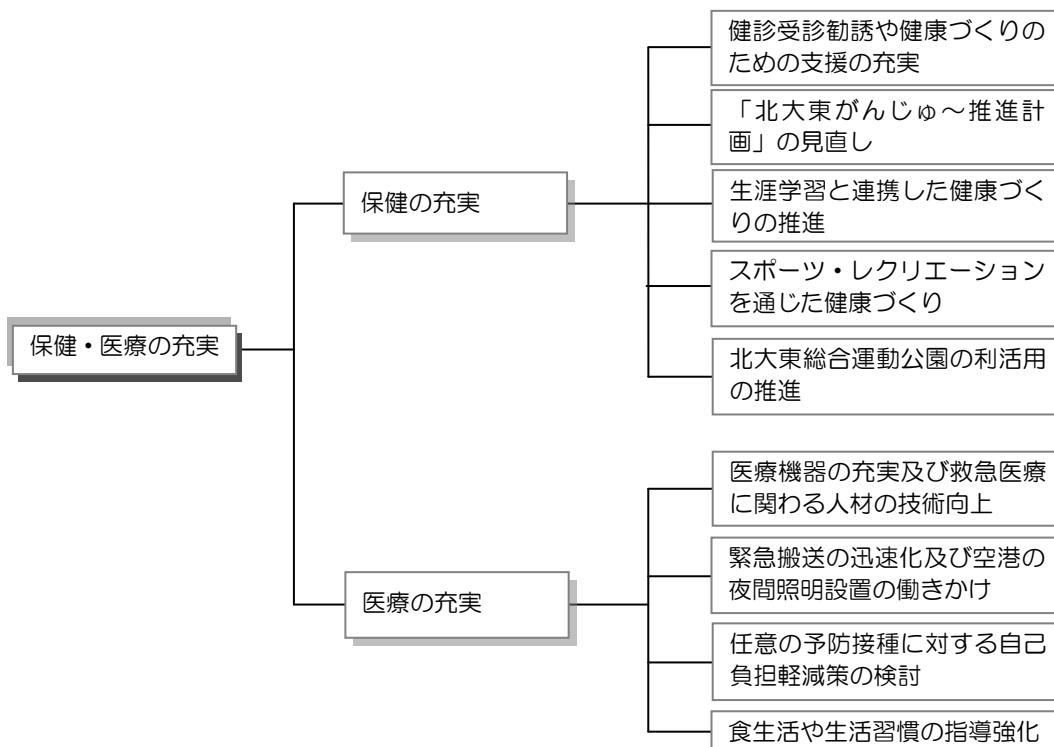 保健・医療の充実
保健の充実
健診受診勧誘や健康づくりの
ための支援の充実
「北大東がんじゅ～推進計
画」の見直し
生涯学習と連携した健康づく
りの推進
スポーツ・レクリエーション
を通じた健康づくり
北大東総合運動公園の利活用
の推進
医療の充実
医療機器の充実及び救急医療
に関わる人材の技術向上
緊急搬送の迅速化及び空港の
夜間照明設置の働きかけ
任意の予防接種に対する自己
負担軽減策の検討
食生活や生活習慣の指導強化